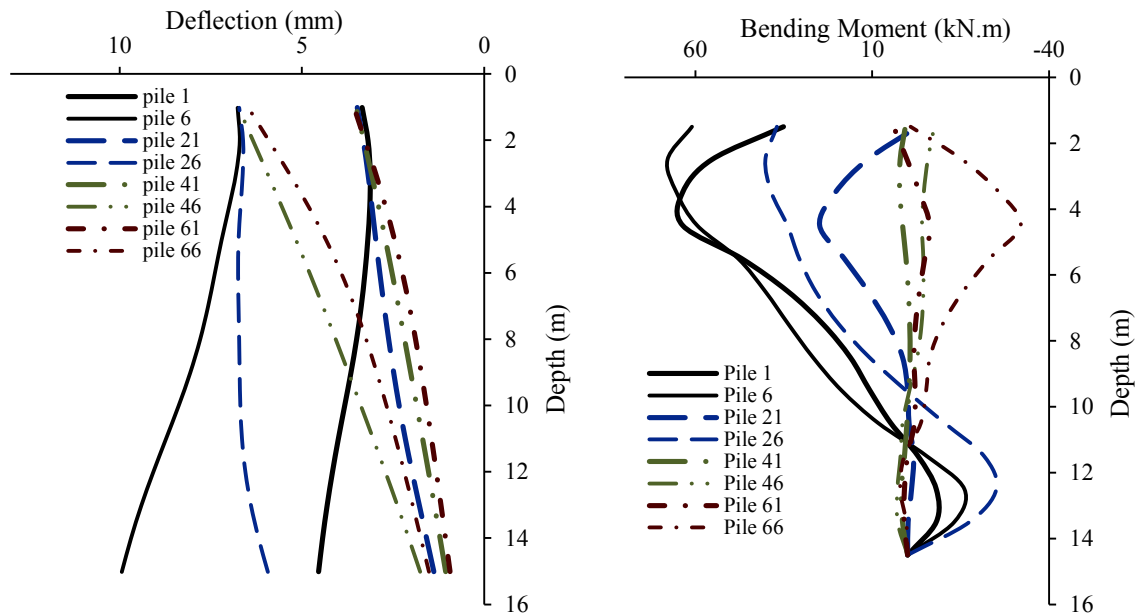 Deflection (mm)
10 5 0
0
2
4
6
8
10
12
14
16
Depth (m)
pile 1
pile 6
pile 21
pile 26
pile 41
pile 46
pile 61
pile 66
Bending Moment (kN.m)
60 10 -40
0
2
4
6
8
10
12
14
16
Depth (m)
Pile 1
Pile 6
Pile 21
Pile 26
Pile 41
Pile 46
Pile 61
Pile 66